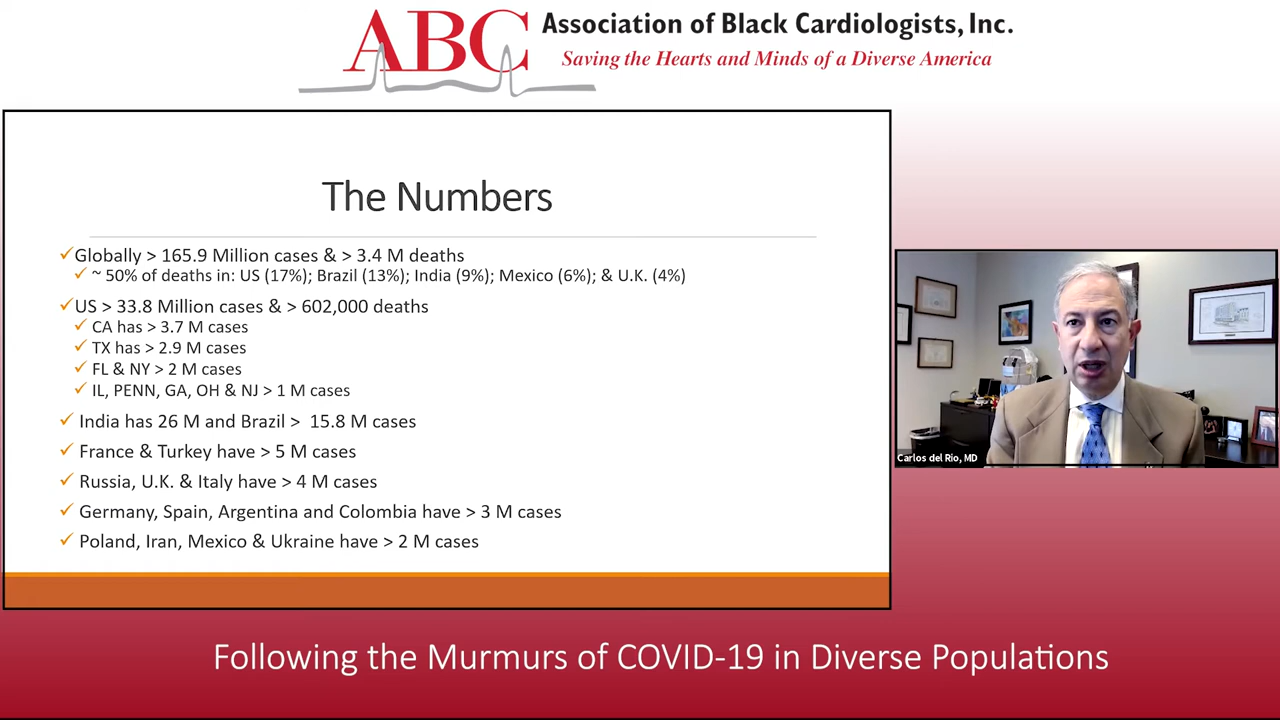 ABC
Association of Black Cardiologists, Inc.
Saving the Hearts and Minds of a Diverse America
The Numbers
Globally > 165.9 Million cases & > 3.4 M deaths
~ 50% of deaths in: US (17%); Brazil (13%); India (9%); Mexico (6%); & U.K. (4%)
US > 33.8 Million cases & > 602,000 deaths
CA has > 3.7 M cases
TX has > 2.9 M cases
FL & NY > 2 M cases
IL, PENN, GA, OH & NJ > 1 M cases
India has 26 M and Brazil > 15.8 M cases
France & Turkey have > 5 M cases
Russia, U.K. & Italy have > 4 M cases
Germany, Spain, Argentina and Colombia have > 3 M cases
Poland, Iran, Mexico & Ukraine have > 2 M cases
Carlos del Rio, MD
Following the Murmurs of COVID-19 in Diverse Populations